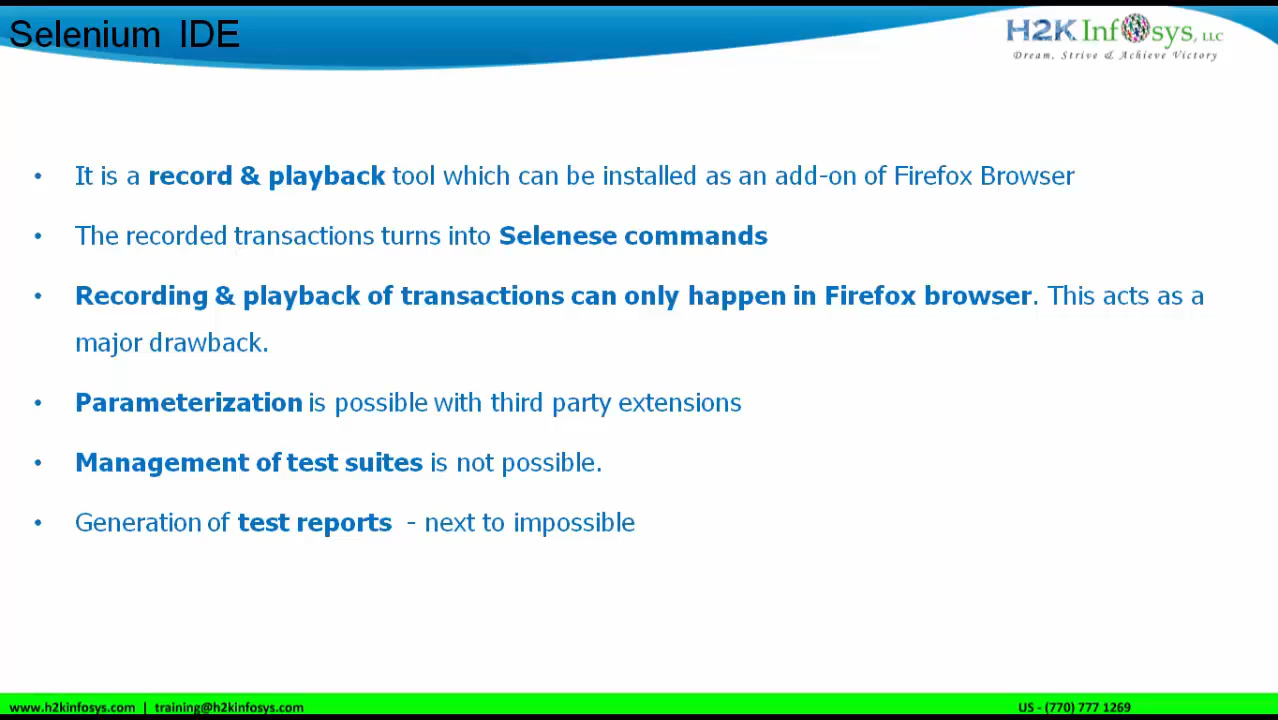 Selenium IDE
H2K Infosys, LLC
Dream, Strive & Achieve Victory
• It is a record & playback tool which can be installed as an add-on of Firefox Browser
• The recorded transactions turns into Selenese commands
• Recording & playback of transactions can only happen in Firefox browser. This acts as a
major drawback.
• Parameterization is possible with third party extensions
• Management of test suites is not possible.
• Generation of test reports - next to impossible
www.h2kinfosys.com | training@h2kinfosys.com US - (770) 777 1269